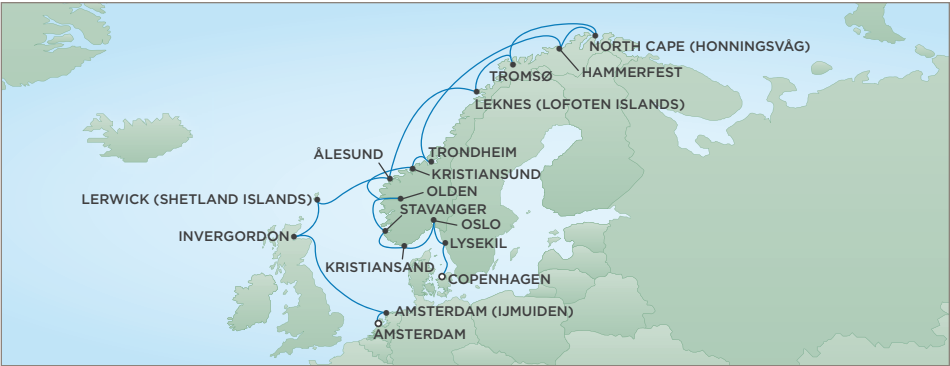 NORTH CAPE (HONNINGSVÅG)
HAMMERFEST
TROMSØ
LEKNES (LOFOTEN ISLANDS)
TRONDHEIM
ÅLESUND
KRISTIANSUND
OLDEN
LERWICK (SHETLAND ISLANDS)
STAVANGER
OSLO
INVERGORDON
LYSEKIL
KRISTIANSAND
COPENHAGEN
AMSTERDAM (IJMUIDEN)
AMSTERDAM